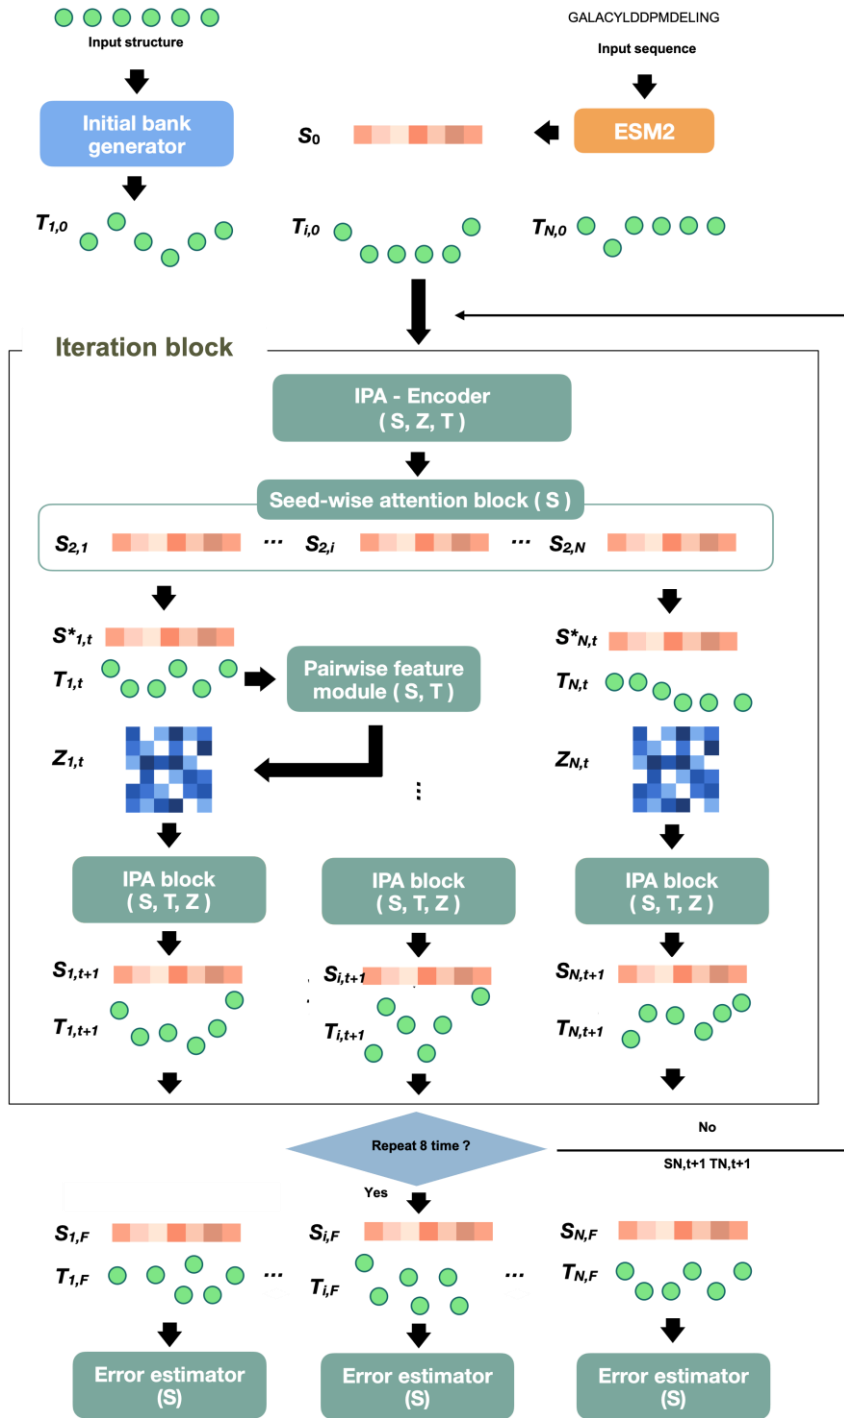 GALACYLDDPMDELING
Input structure
Input sequence
Initial bank
generator
S0
ESM2
T1,0
Ti,0
TN,0
Iteration block
IPA - Encoder
( S, Z, T )
Seed-wise attention block ( S )
S2,1
...
S2,i
...
S2,N
S*1,t
S*N,t
T1,t
Pairwise feature
module ( S, T )
TN,t
Z1,t
ZN,t
...
IPA block
( S, T, Z )
IPA block
( S, T, Z )
IPA block
( S, T, Z )
S1,t+1
Si,t+1
SN,t+1
T1,t+1
Ti,t+1
TN,t+1
Repeat 8 time ?
No
SN,t+1 TN,t+1
Yes
S1,F
Si,F
SN,F
T1,F
...
Ti,F
...
TN,F
Error estimator
(S)
Error estimator
(S)
Error estimator
(S)